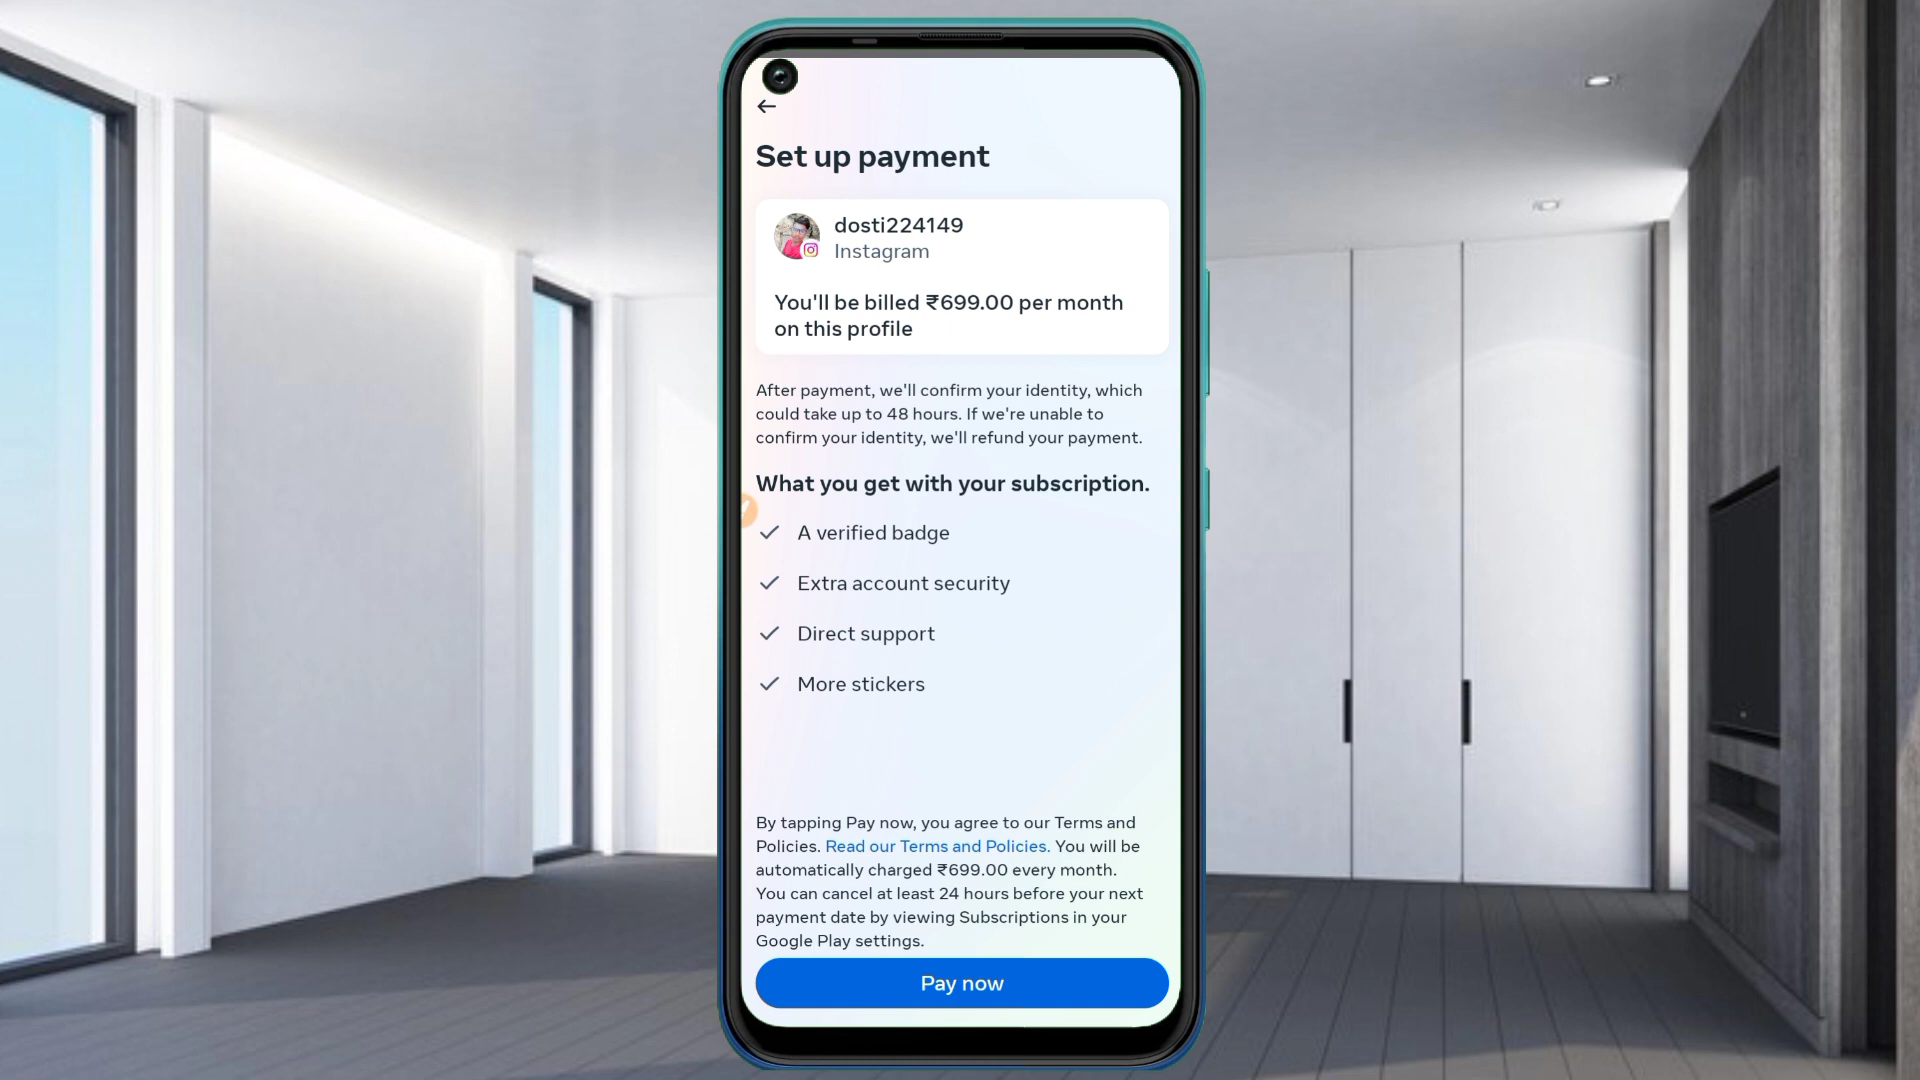 Set up payment
dosti224149
Instagram
You'll be billed ₹699.00 per month
on this profile
After payment, we'll confirm your identity, which
could take up to 48 hours. If we're unable to
confirm your identity, we'll refund your payment.
What you get with your subscription.
A verified badge
Extra account security
Direct support
More stickers
By tapping Pay now, you agree to our Terms and
Policies. Read our Terms and Policies. You will be
automatically charged ₹699.00 every month.
You can cancel at least 24 hours before your next
payment date by viewing Subscriptions in your
Google Play settings.
Pay now